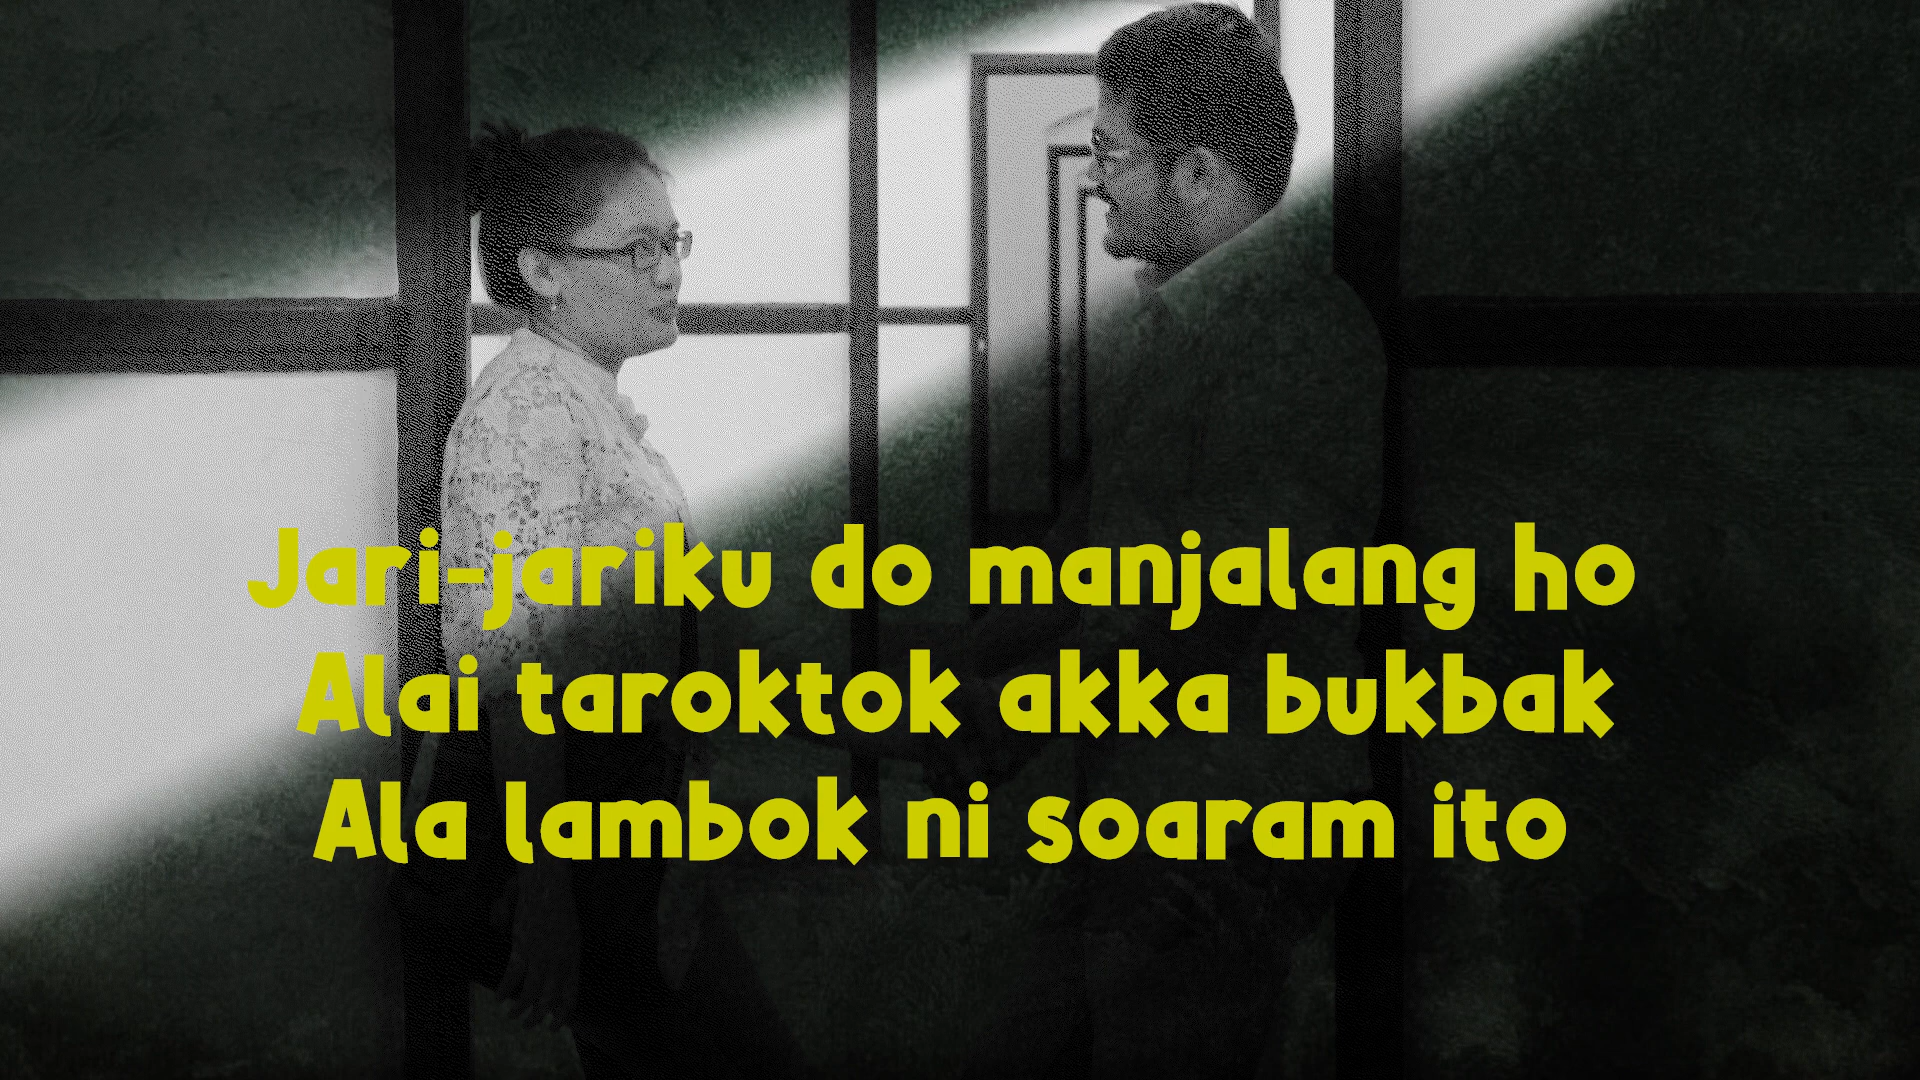 Jari-jariku do manjalang ho
Alai taroktok akka bukbak
Ala lambok ni soaram ito